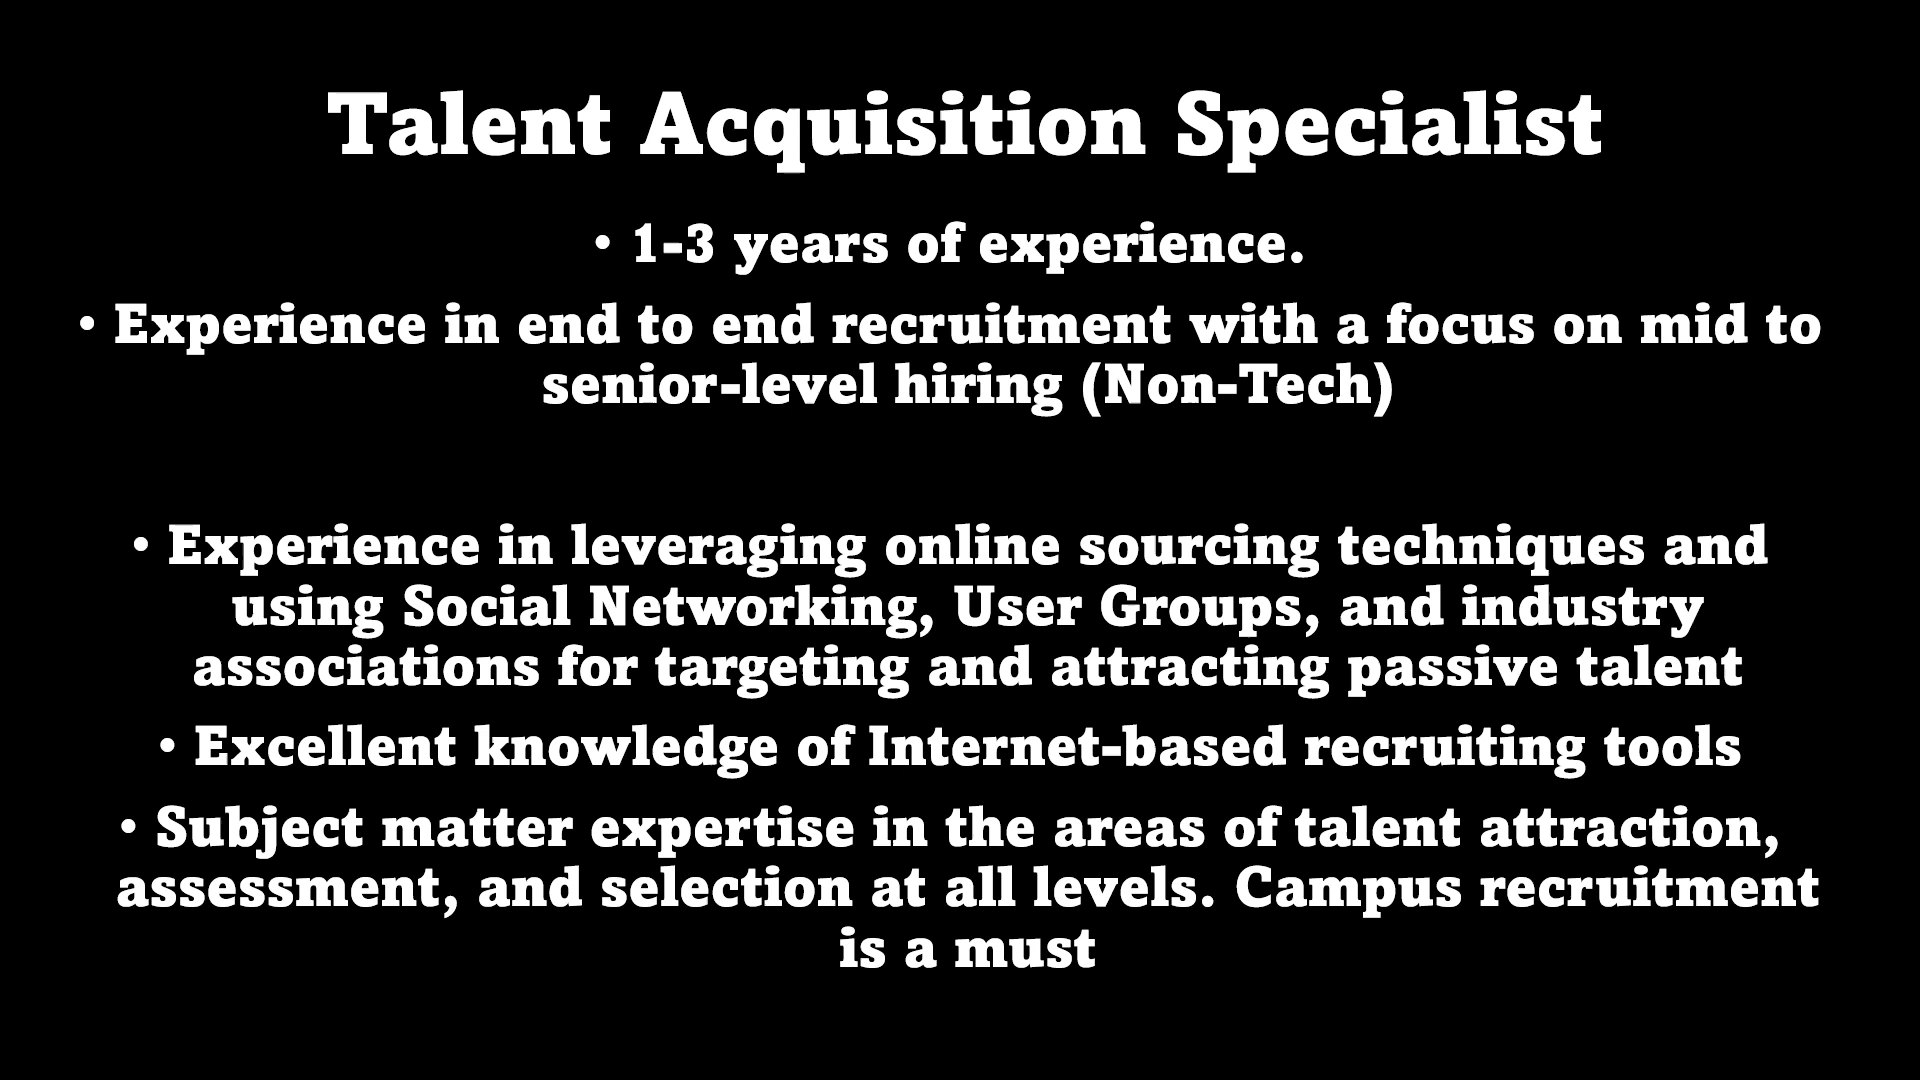 Talent Acquisition Specialist
• 1-3 years of experience.
• Experience in end to end recruitment with a focus on mid to
senior-level hiring (Non-Tech)
• Experience in leveraging online sourcing techniques and
using Social Networking, User Groups, and industry
associations for targeting and attracting passive talent
• Excellent knowledge of Internet-based recruiting tools
• Subject matter expertise in the areas of talent attraction,
assessment, and selection at all levels. Campus recruitment
is a must